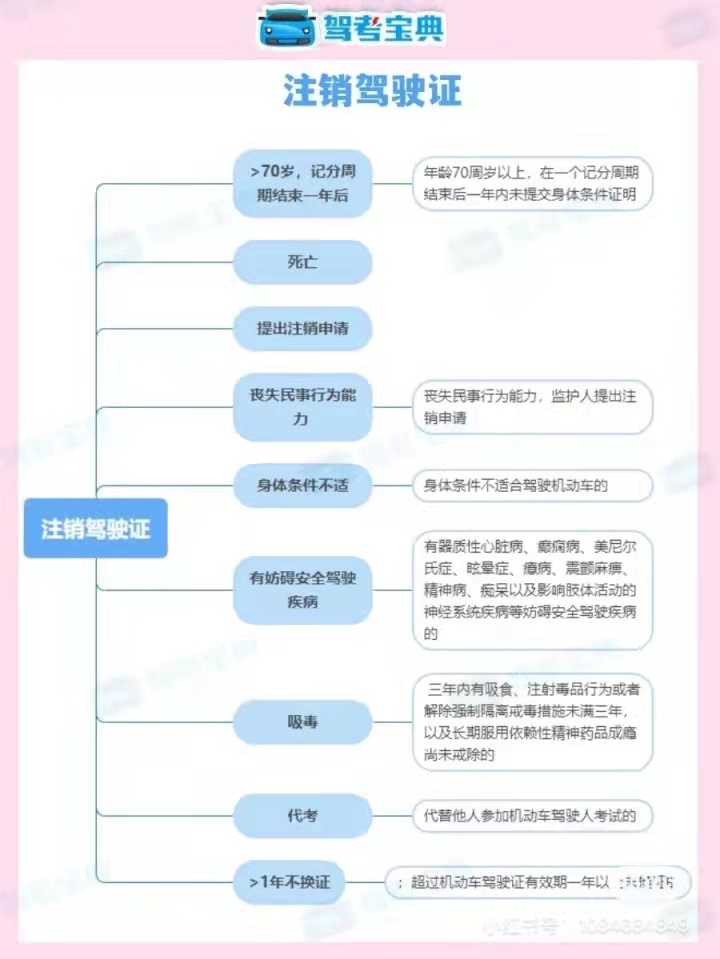 驾考宝典
注销驾驶证
>70岁，记分周
期结束一年后
年龄70周岁以上，在一个记分周期
结束后一年内未提交身体条件证明
死亡
提出注销申请
丧失民事行为能
力
丧失民事行为能力，监护人提出注
销申请
身体条件不适
身体条件不适合驾驶机动车的
注销驾驶证
有妨碍安全驾驶
疾病
有器质性心脏病、癫痫病、美尼尔
氏症、眩晕症、癔病、震颤麻痹、
精神病、痴呆以及影响肢体活动的
神经系统疾病等妨碍安全驾驶疾病
的
吸毒
三年内有吸食、注射毒品行为或者
解除强制隔离戒毒措施未满三年，
以及长期服用依赖性精神药品成瘾
尚未戒除的
代考
代替他人参加机动车驾驶人考试的
>1年不换证
；超过机动车驾驶证有效期一年以
小红书号